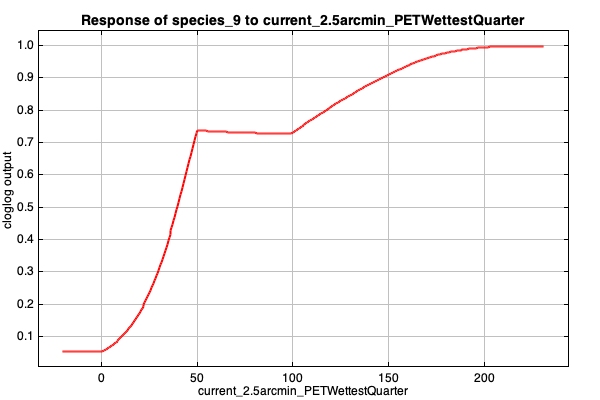 Response of species_9 to current_2.5arcmin_PETWettestQuarter
cloglog output
1.0
0.9
0.8
0.7
0.6
0.5
0.4
0.3
0.2
0.1
0 50 100 150 200
current_2.5arcmin_PETWettestQuarter